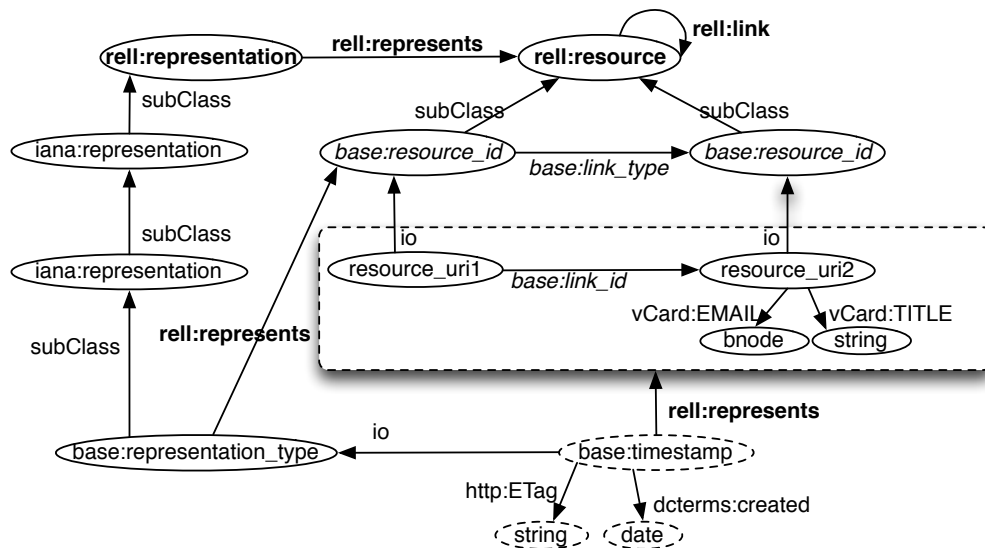 rell:link
rell:represents
rell:representation
rell:resource
subClass
subClass
subClass
iana:representation
base:resource_id
base:link_type
base:resource_id
subClass
io
io
iana:representation
resource_uri1
base:link_id
resource_uri2
vCard:EMAIL
vCard:TITLE
rell:represents
bnode
string
subClass
rell:represents
io
base:representation_type
base:timestamp
http:ETag
dcterms:created
string
date